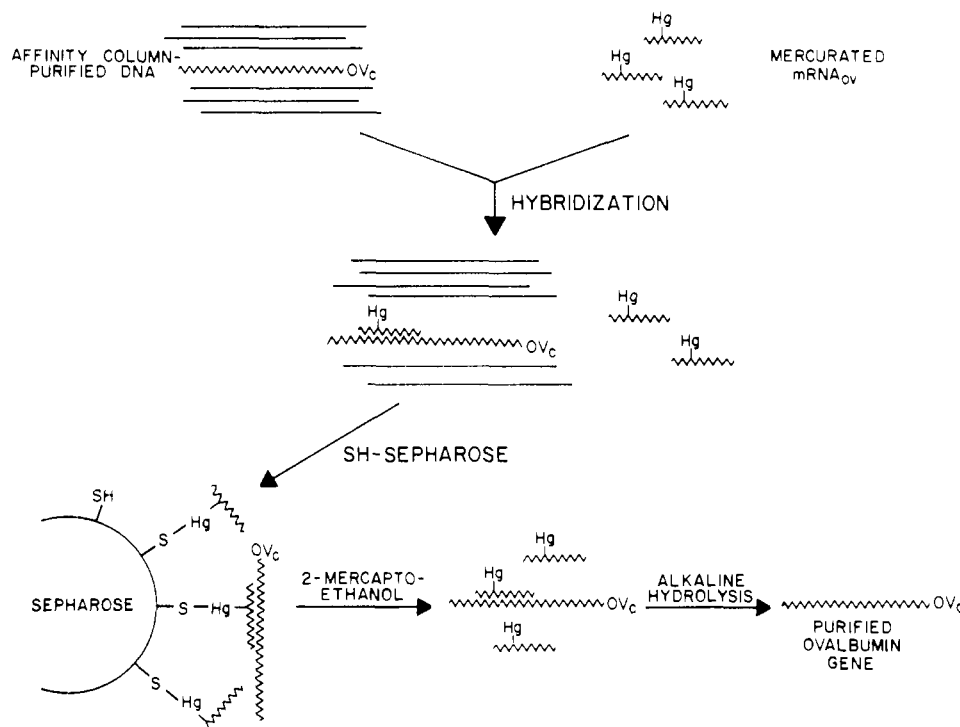 AFFINITY COLUMN-
PURIFIED DNA
OVc
Hg
Hg
Hg
MERCURATED
mRNAOV
HYBRIDIZATION
Hg
OVc
Hg
Hg
SH-SEPHAROSE
SH
S-Hg
OVc
SEPHAROSE
S-Hg
S-Hg
2-MERCAPTO-
ETHANOL
Hg
Hg
OVc
Hg
ALKALINE
HYDROLYSIS
OVc
PURIFIED
OVALBUMIN
GENE